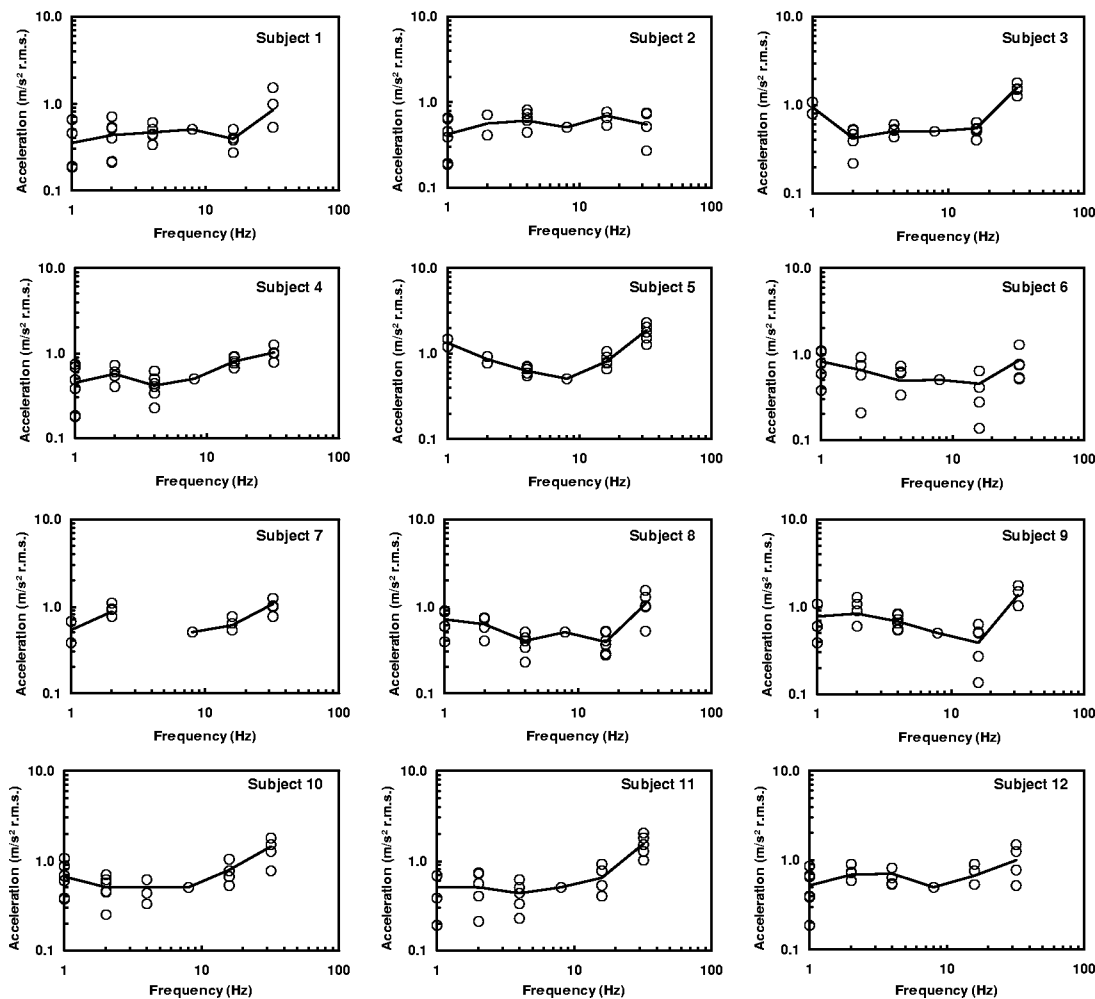 Subject 1
Acceleration (m/s² r.m.s.)
10
1.0
0.1
1
10
100
Frequency (Hz)
Subject 2
Acceleration (m/s² r.m.s.)
10.0
1.0
0.1
1
10
100
Frequency (Hz)
Subject 3
Acceleration (m/s² r.m.s.)
10.0
1.0
0.1
1
10
100
Frequency (Hz)
Subject 4
Acceleration (m/s² r.m.s.)
10.0
1.0
0.1
1
10
100
Frequency (Hz)
Subject 5
Acceleration (m/s² r.m.s.)
10.0
1.0
0.1
1
10
100
Frequency (Hz)
Subject 6
Acceleration (m/s² r.m.s.)
10.0
1.0
0.1
1
10
100
Frequency (Hz)
Subject 7
Acceleration (m/s² r.m.s.)
10.0
1.0
0.1
1
10
100
Frequency (Hz)
Subject 8
Acceleration (m/s² r.m.s.)
10.0
1.0
0.1
1
10
100
Frequency (Hz)
Subject 9
Acceleration (m/s² r.m.s.)
10.0
1.0
0.1
1
10
100
Frequency (Hz)
Subject 10
Acceleration (m/s² r.m.s.)
10.0
1.0
0.1
1
10
100
Frequency (Hz)
Subject 11
Acceleration (m/s² r.m.s.)
10.0
1.0
0.1
1
10
100
Frequency (Hz)
Subject 12
Acceleration (m/s² r.m.s.)
10.0
1.0
0.1
1
10
100
Frequency (Hz)